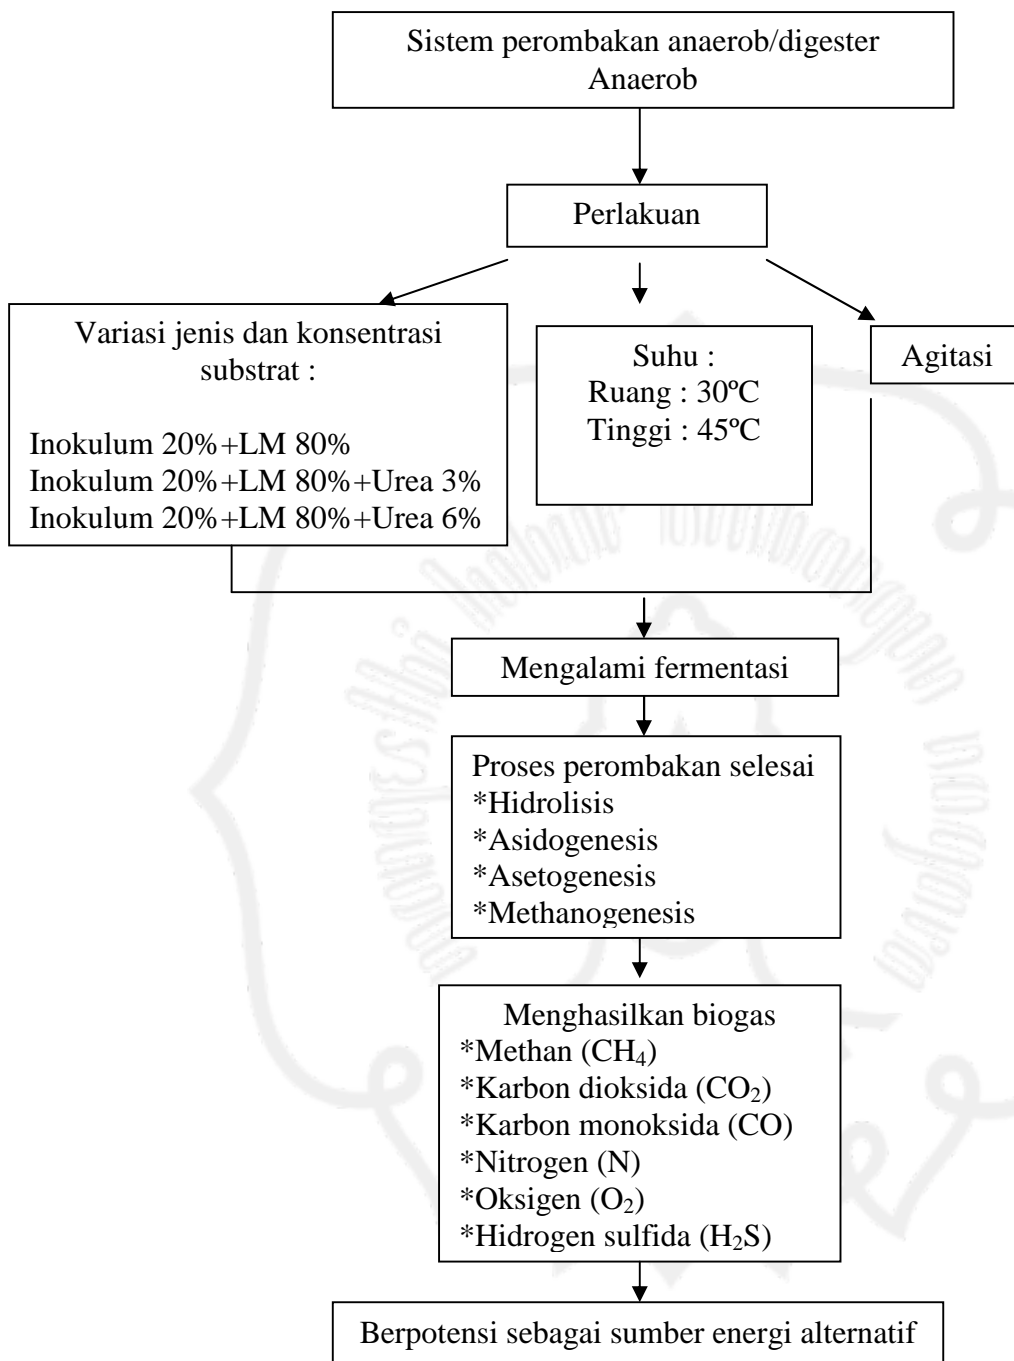 Sistem perombakan anaerob/digester
Anaerob
Perlakuan
Variasi jenis dan konsentrasi
substrat :
Inokulum 20%+LM 80%
Inokulum 20%+LM 80%+Urea 3%
Inokulum 20%+LM 80%+Urea 6%
Suhu :
Ruang : 30ºC
Tinggi : 45ºC
Agitasi
Mengalami fermentasi
Proses perombakan selesai
*Hidrolisis
*Asidogenesis
*Asetogenesis
*Methanogenesis
Menghasilkan biogas
*Methan (CH₄)
*Karbon dioksida (CO₂)
*Karbon monoksida (CO)
*Nitrogen (N)
*Oksigen (O₂)
*Hidrogen sulfida (H₂S)
Berpotensi sebagai sumber energi alternatif